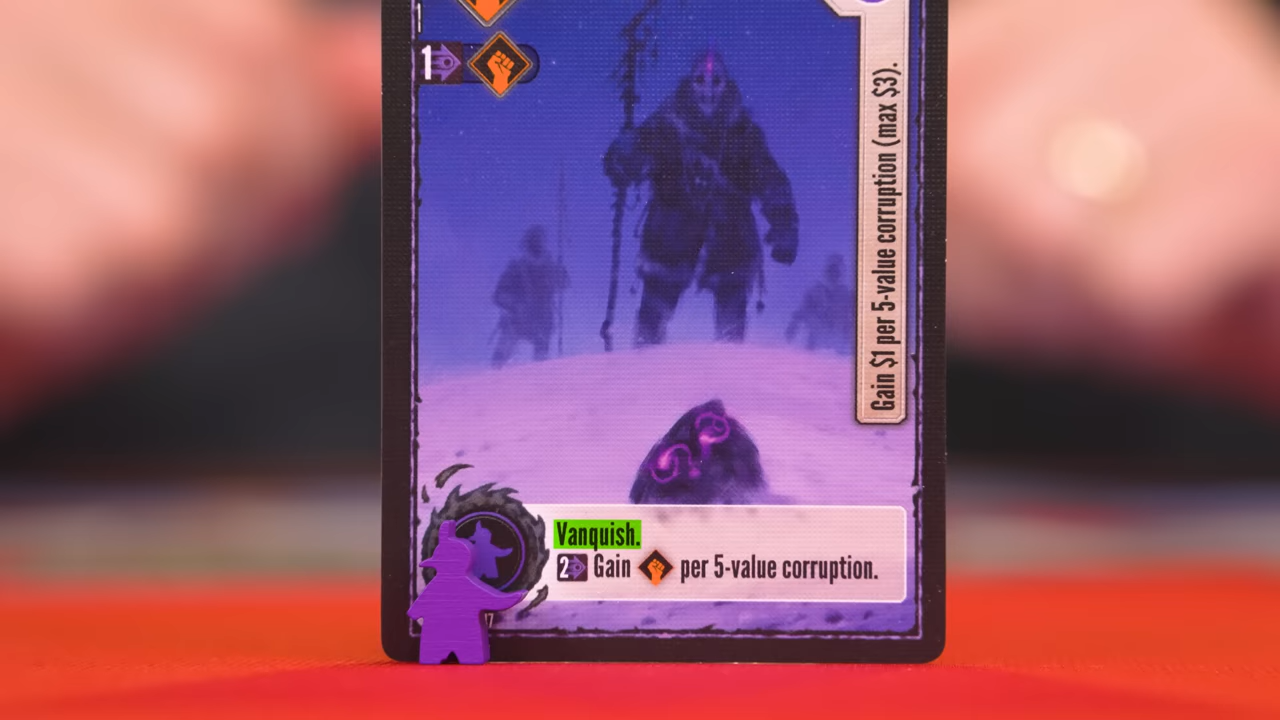 1
Gain $1 per 5-value corruption (max $3).
Vanquish.
2 Gain per 5-value corruption.